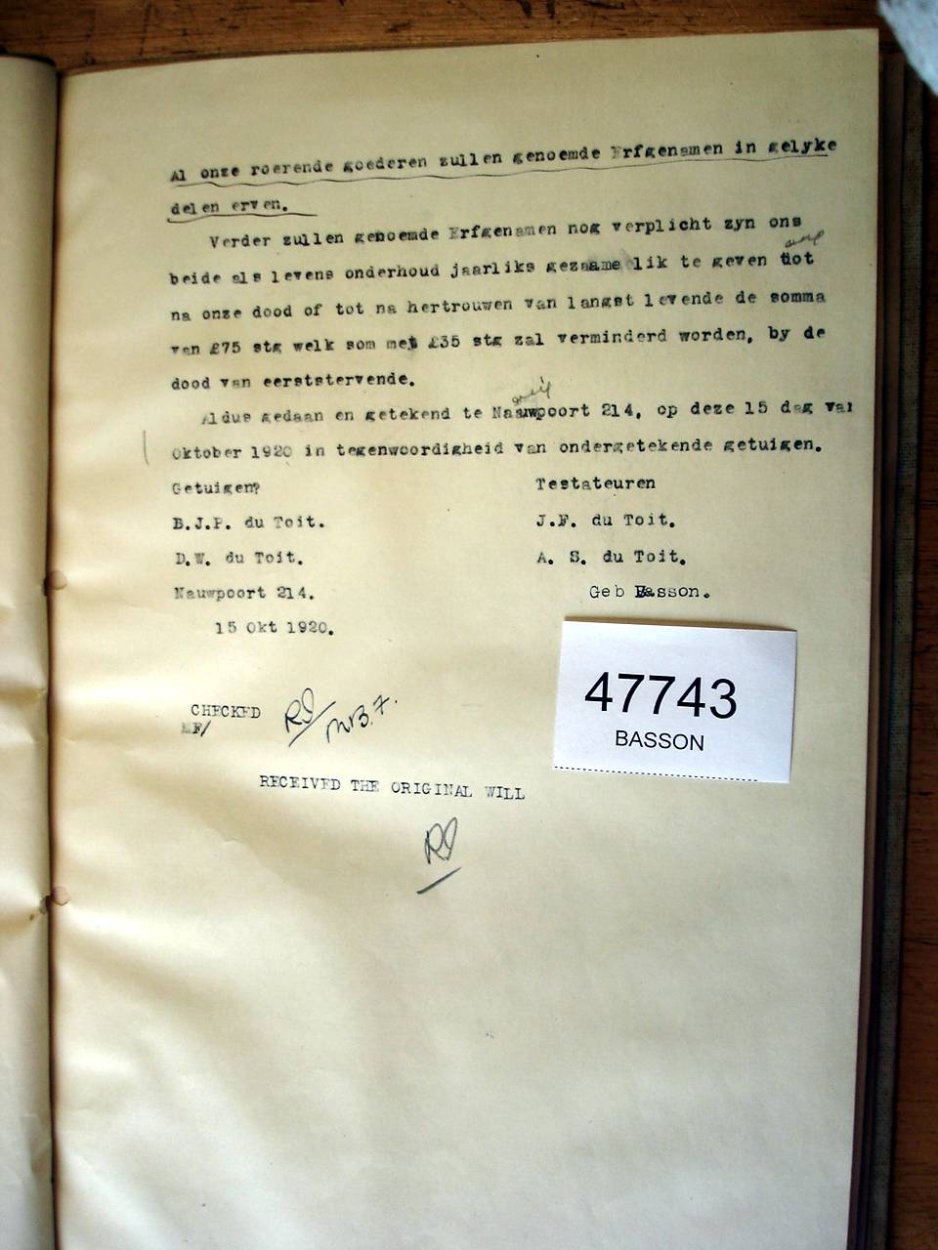 Al onze roerende goederen zullen genoemde Erfgenamen in gelyke
delen erven.
Verder zullen genoemde Erfgenamen nog verplicht zyn ons
beide als levens onderhoud jaarliks gezaame lik te geven tot
na onze dood of tot na hertrouwen van langst levende de somma
van £75 stg welk som met £35 stg zal verminderd worden, by de
dood van eerststervende.
Aldus gedaan en getekend te Nauwpoort 214, op deze 15 dag van
Oktober 1920 in tegenwoordigheid van ondergetekende getuigen.
Getuigen? Testateuren
B.J.P. du Toit. J.F. du Toit.
D.W. du Toit. A. S. du Toit.
Nauwpoort 214. Geb Basson.
15 Okt 1920.
47743
BASSON
CHECKED
RECEIVED THE ORIGINAL WILL